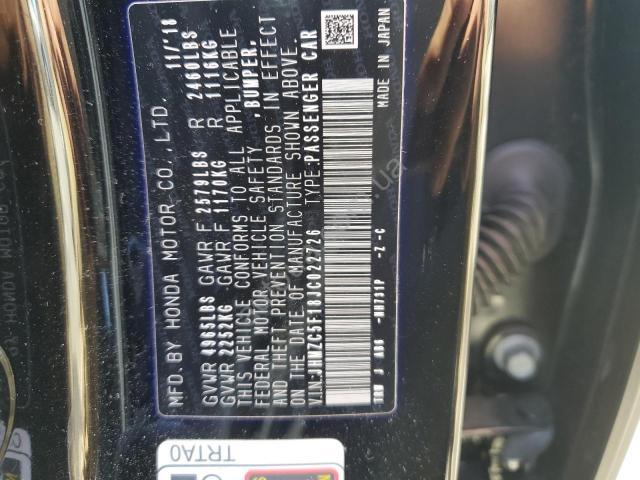 MFD.BY HONDA MOTOR CO.,LTD. 11/'18
GVWR 4965LBS GAWR F 2579LBS R 2460LBS
GVWR 2252KG GAWR F 1170KG R 1116KG
THIS VEHICLE CONFORMS TO ALL APPLICABLE
FEDERAL MOTOR VEHICLE SAFETY ,BUMPER,
AND THEFT PREVENTION STANDARDS IN EFFECT
ON THE DATE OF MANUFACTURE SHOWN ABOVE.
V.I.N:JHMZC5F18JC022726 TYPE:PASSENGER CAR
-Z-C
MADE IN JAPAN
TRTA0